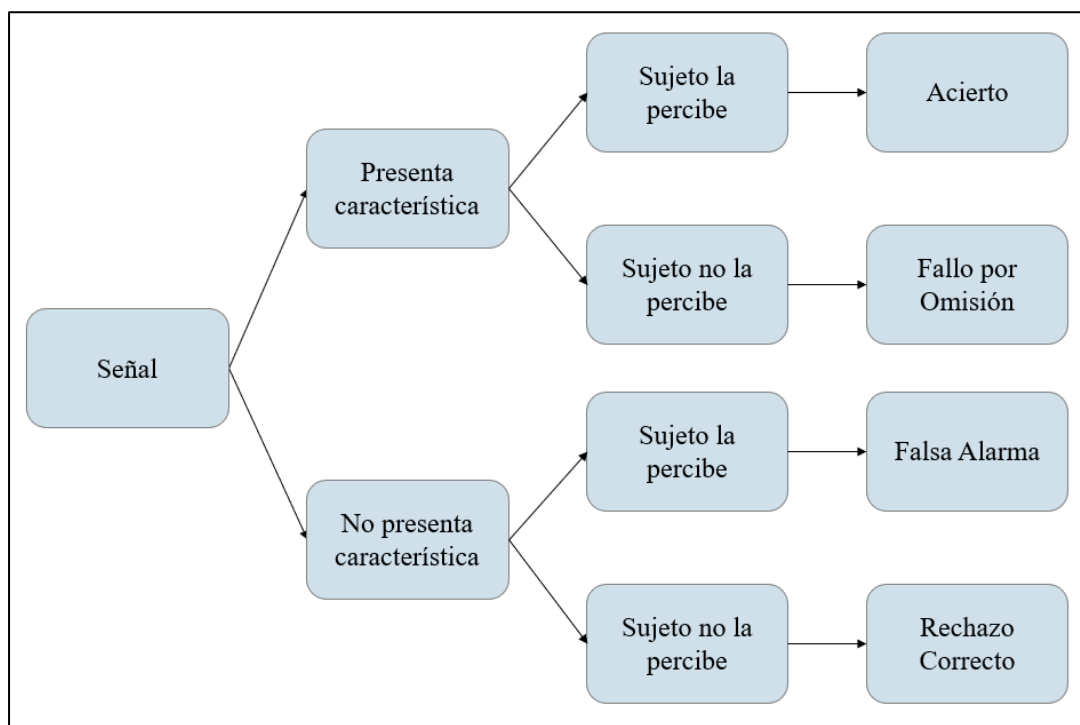 Señal
Presenta
característica
No presenta
característica
Sujeto la
percibe
Acierto
Sujeto no la
percibe
Fallo por
Omisión
Sujeto la
percibe
Falsa Alarma
Sujeto no la
percibe
Rechazo
Correcto